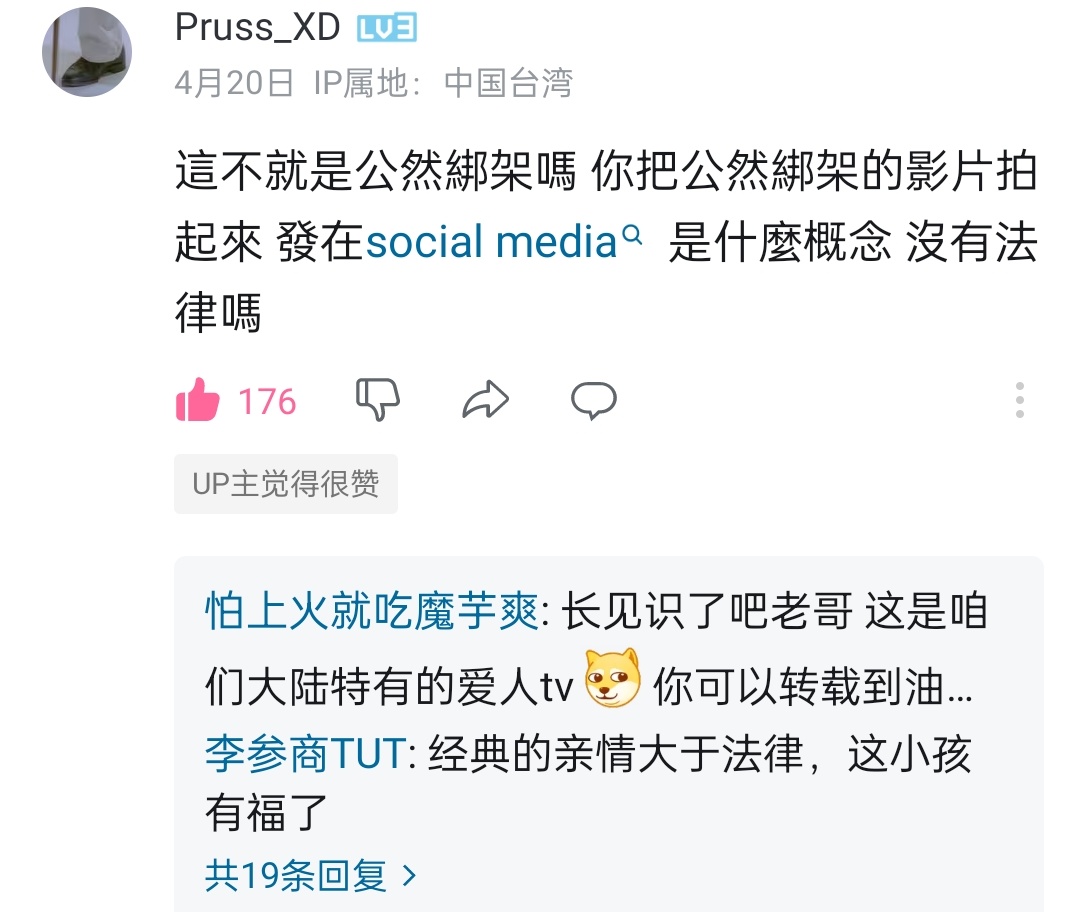 Pruss_XD LV3
4月20日 IP属地：中国台湾
這不就是公然綁架嗎 你把公然綁架的影片拍
起來 發在social media 是什麼概念 沒有法
律嗎
176
UP主觉得很赞
怕上火就吃魔芋爽: 长见识了吧老哥 这是咱
们大陆特有的爱人tv 你可以转载到油...
李参商TUT: 经典的亲情大于法律，这小孩
有福了
共19条回复 >